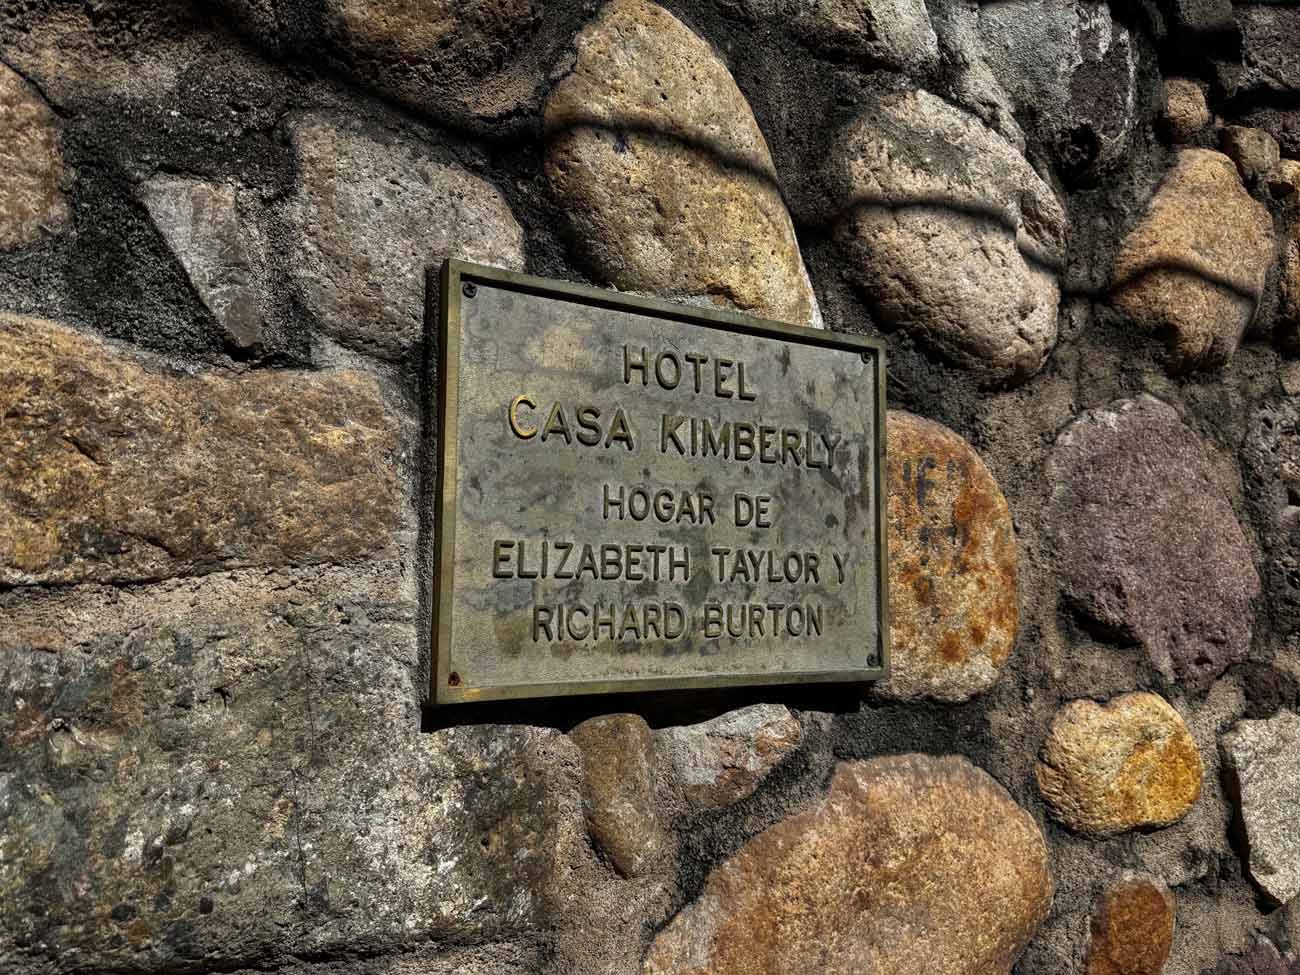 HOTEL
CASA KIMBERLY
HOGAR DE
ELIZABETH TAYLOR Y
RICHARD BURTON